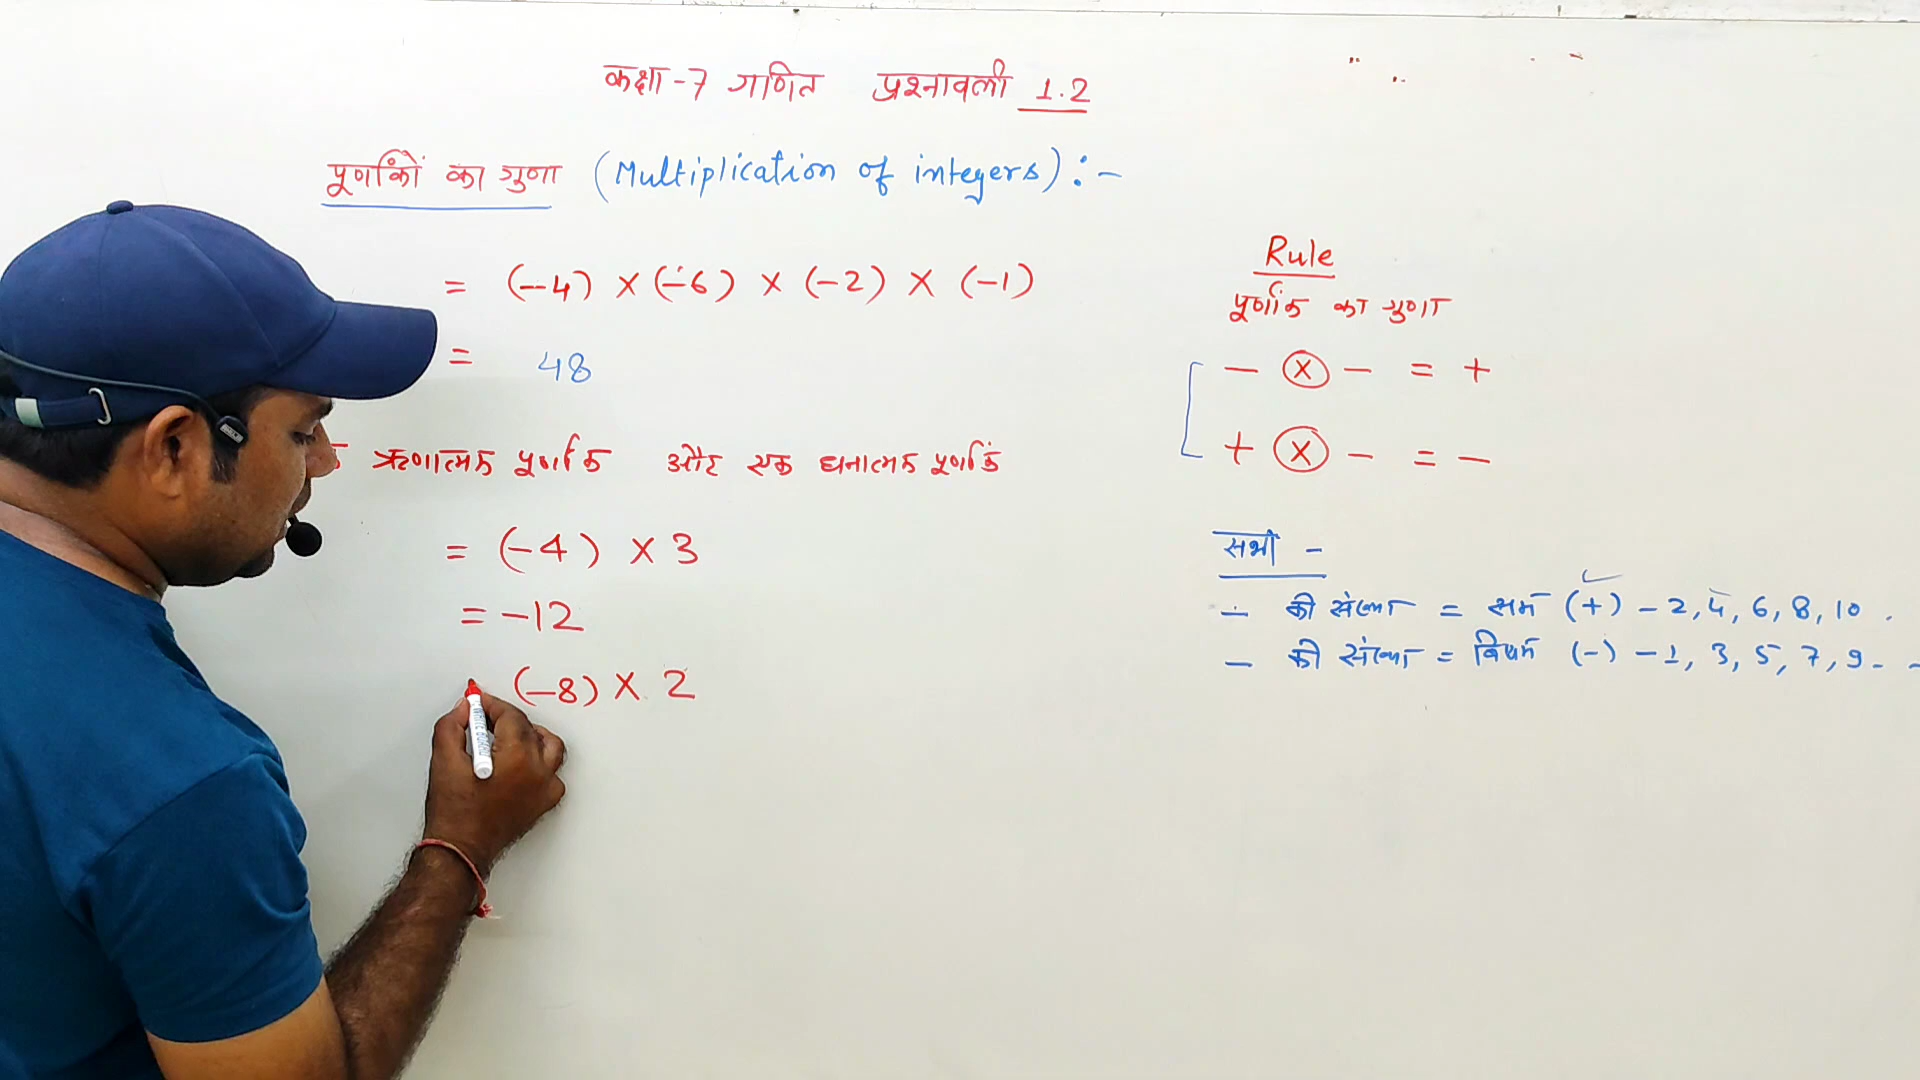 कक्षा-7 गणित प्रश्नावली 1.2
पूर्णांकों का गुणा (Multiplication of integers):-
= (-4) × (-6) × (-2) × (-1)
= 48
ऋणात्मक पूर्णांक और एक धनात्मक पूर्णांक
= (-4) × 3
= -12
(-8) × 2
Rule
पूर्णांक का गुणा
- × - = +
+ × - = -
सभी -
- की संख्या = सम (+) - 2, 4, 6, 8, 10 .
- की संख्या = विषम (-) - 1, 3, 5, 7, 9 - -